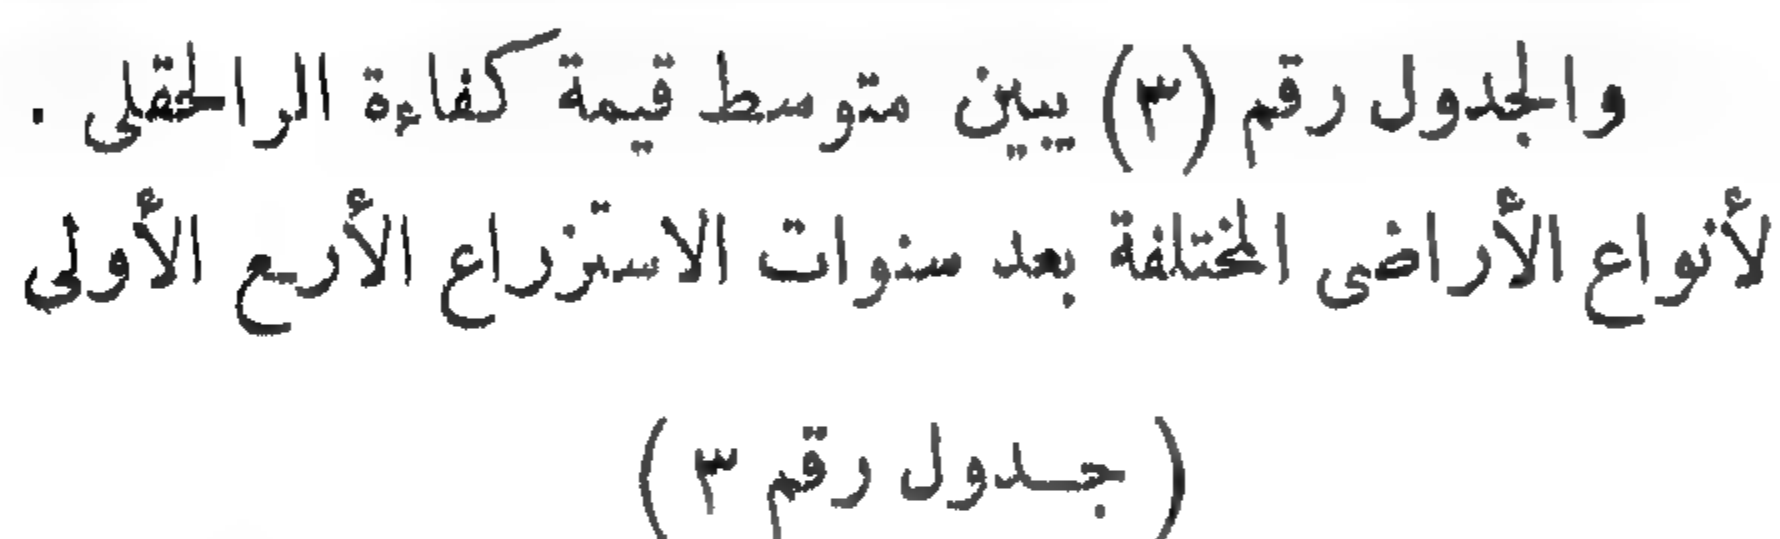 والجدول رقم (٣) يبين متوسط قيمة كفاءة الراحقلى .
لأنواع الأراضى المختلفة بعد سنوات الاستزراع الأربع الأولى
( جـدول رقم ٣ )